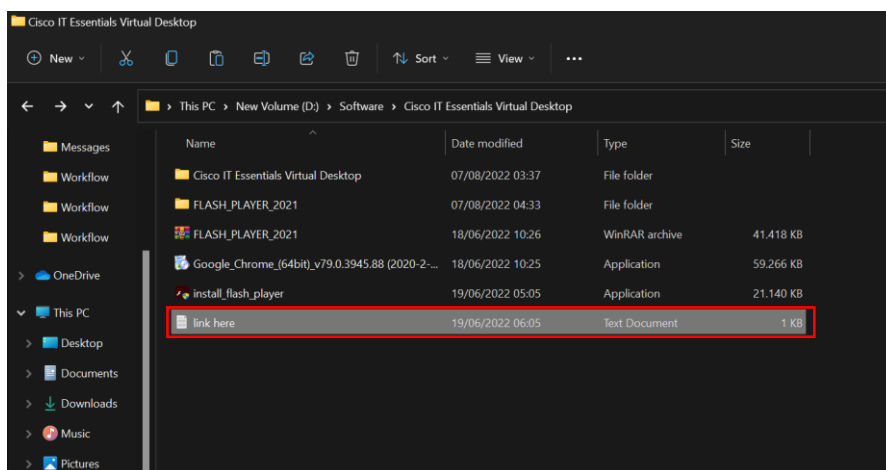 Cisco IT Essentials Virtual Desktop
New Sort View
This PC > New Volume (D:) > Software > Cisco IT Essentials Virtual Desktop
Name Date modified Type Size
Messages
Workflow
Workflow
Workflow
OneDrive
This PC
Desktop
Documents
Downloads
Music
Pictures
Cisco IT Essentials Virtual Desktop 07/08/2022 03:37 File folder
FLASH_PLAYER_2021 07/08/2022 04:33 File folder
FLASH_PLAYER_2021 18/06/2022 10:26 WinRAR archive 41.418 KB
Google_Chrome_(64bit)_v79.0.3945.88 (2020-2-... 18/06/2022 10:25 Application 59.266 KB
install_flash_player 19/06/2022 05:05 Application 21.140 KB
link here 19/06/2022 06:05 Text Document 1 KB